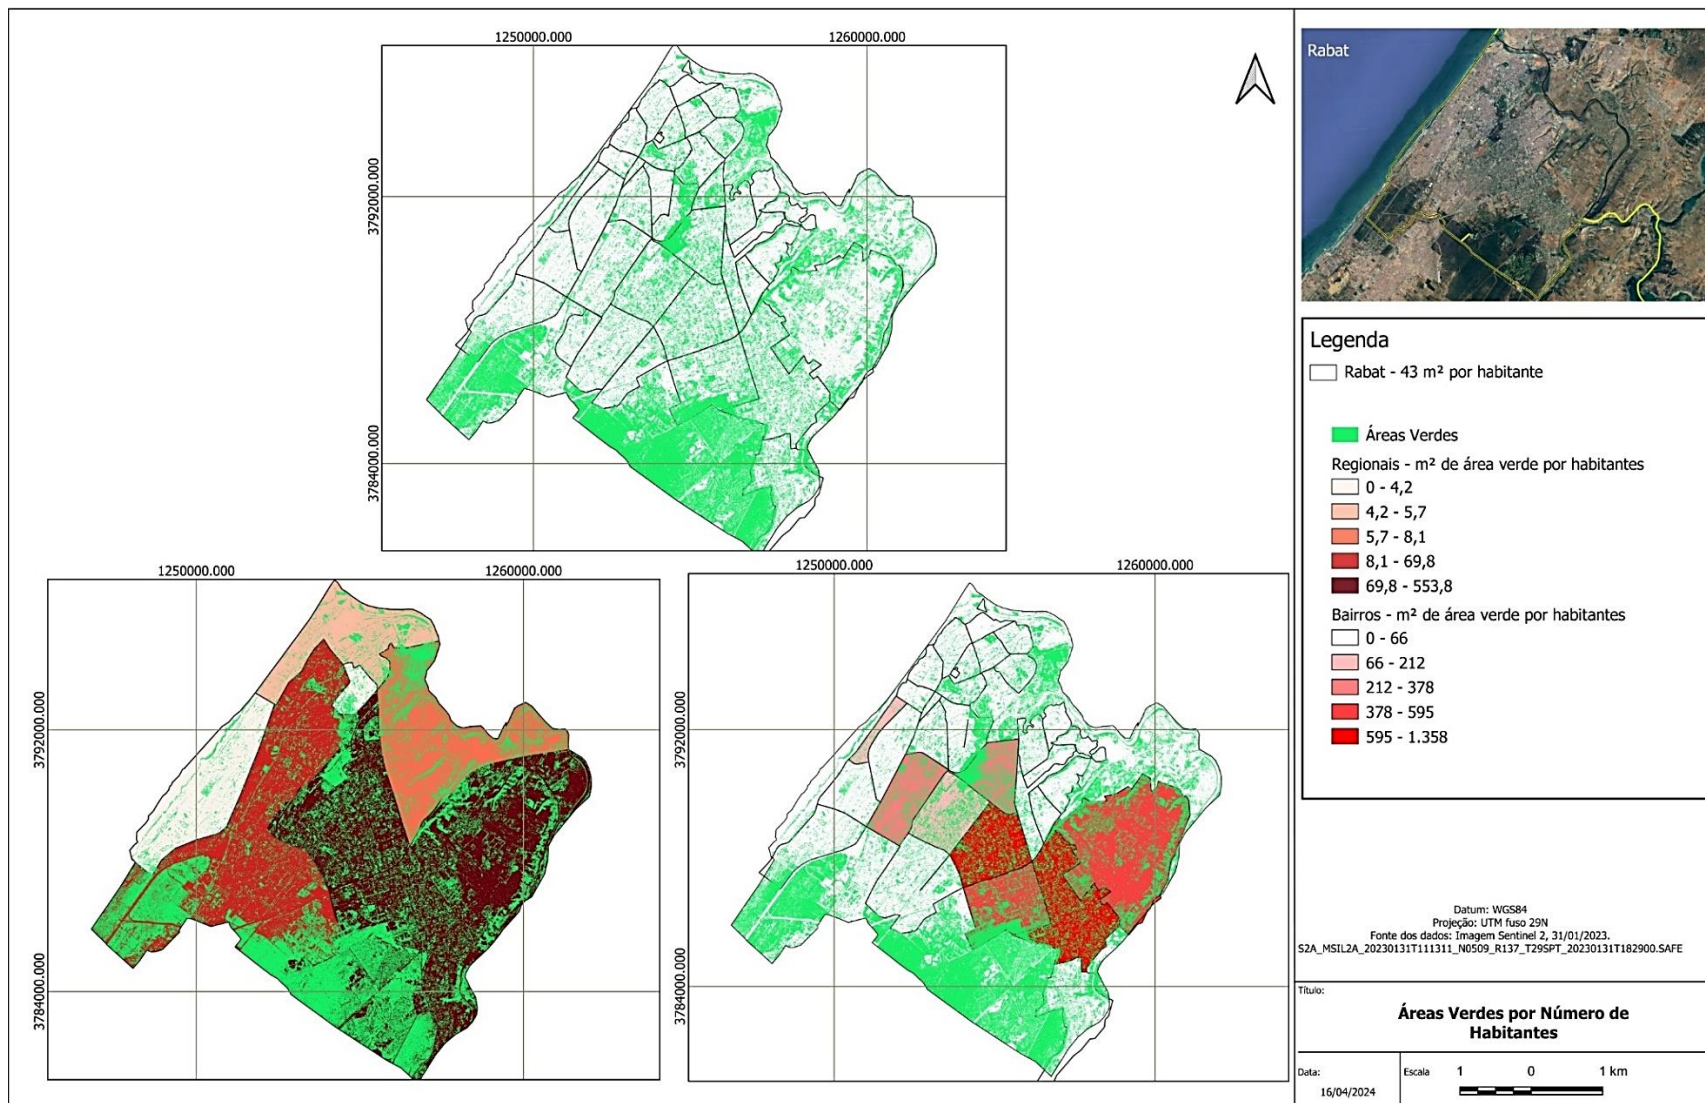 1250000.000
1260000.000
3792000.000
3784000.000
1250000.000
1260000.000
3792000.000
3784000.000
1250000.000
1260000.000
3792000.000
3784000.000
Rabat
Legenda
Rabat - 43 m² por habitante
Áreas Verdes
Regionais - m² de área verde por habitantes
0 - 4,2
4,2 - 5,7
5,7 - 8,1
8,1 - 69,8
69,8 - 553,8
Bairros - m² de área verde por habitantes
0 - 66
66 - 212
212 - 378
378 - 595
595 - 1.358
Datum: WGS84
Projeção: UTM fuso 29N
Fonte dos dados: Imagem Sentinel 2, 31/01/2023.
S2A_MSIL2A_20230131T111311_N0509_R137_T29SPT_20230131T182900.SAFE
Título:
Áreas Verdes por Número de
Habitantes
Data:
16/04/2024
Escala
1 0 1 km